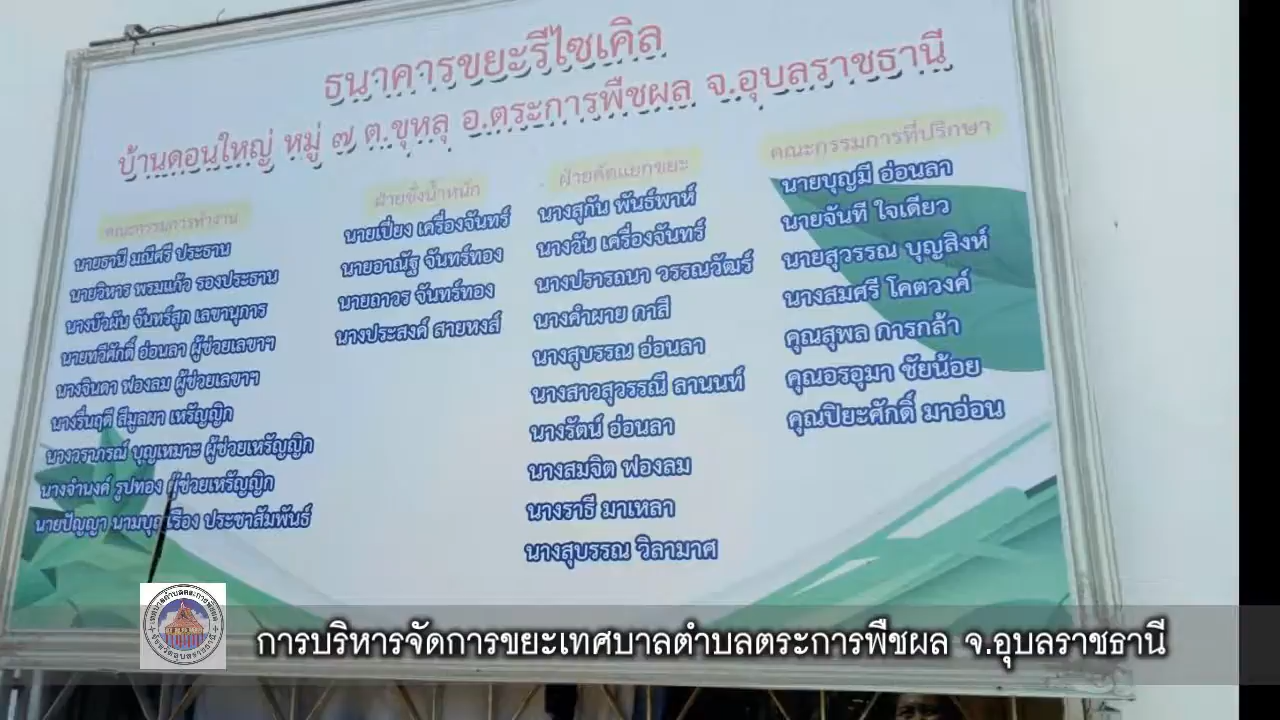 ธนาคารขยะรีไซเคิล
บ้านดอนใหญ่ หมู่ ๗ ต.ขุหลุ อ.ตระการพืชผล จ.อุบลราชธานี
คณะกรรมการทำงาน
นายธานี มณีศรี ประธาน
นายวิหาร พรมแก้ว รองประธาน
นางบัวผัน จันทร์สุก เลขานุการ
นายทวีศักดิ์ อ่อนลา ผู้ช่วยเลขาฯ
นางจินดา ฟองลม ผู้ช่วยเลขาฯ
นางรื่นฤดี สีมูลผา เหรัญญิก
นางวราภรณ์ บุญเหมาะ ผู้ช่วยเหรัญญิก
นางจำนงค์ รูปทอง ผู้ช่วยเหรัญญิก
นายปัญญา นามบุญเรือง ประชาสัมพันธ์
ฝ่ายชั่งน้ำหนัก
นายเปี่ยง เครื่องจันทร์
นายอาณัฐ จันทร์ทอง
นายถาวร จันทร์ทอง
นางประสงค์ สายหงส์
ฝ่ายคัดแยกขยะ
นางสุกัน พันธ์พาห์
นางวัน เครื่องจันทร์
นางปรารถนา วรรณวัฒร์
นางคำผาย กาสี
นางสุบรรณ อ่อนลา
นางสาวสุวรรณี ลานนท์
นางรัตน์ อ่อนลา
นางสมจิต ฟองลม
นางราธี มาเหลา
นางสุบรรณ วิลามาศ
คณะกรรมการที่ปรึกษา
นายบุญมี อ่อนลา
นายจันที ใจเดียว
นายสุวรรณ บุญสิงห์
นางสมศรี โคตวงค์
คุณสุพล การกล้า
คุณอรอุมา ชัยน้อย
คุณปิยะศักดิ์ มาอ่อน
การบริหารจัดการขยะเทศบาลตำบลตระการพืชผล จ.อุบลราชธานี